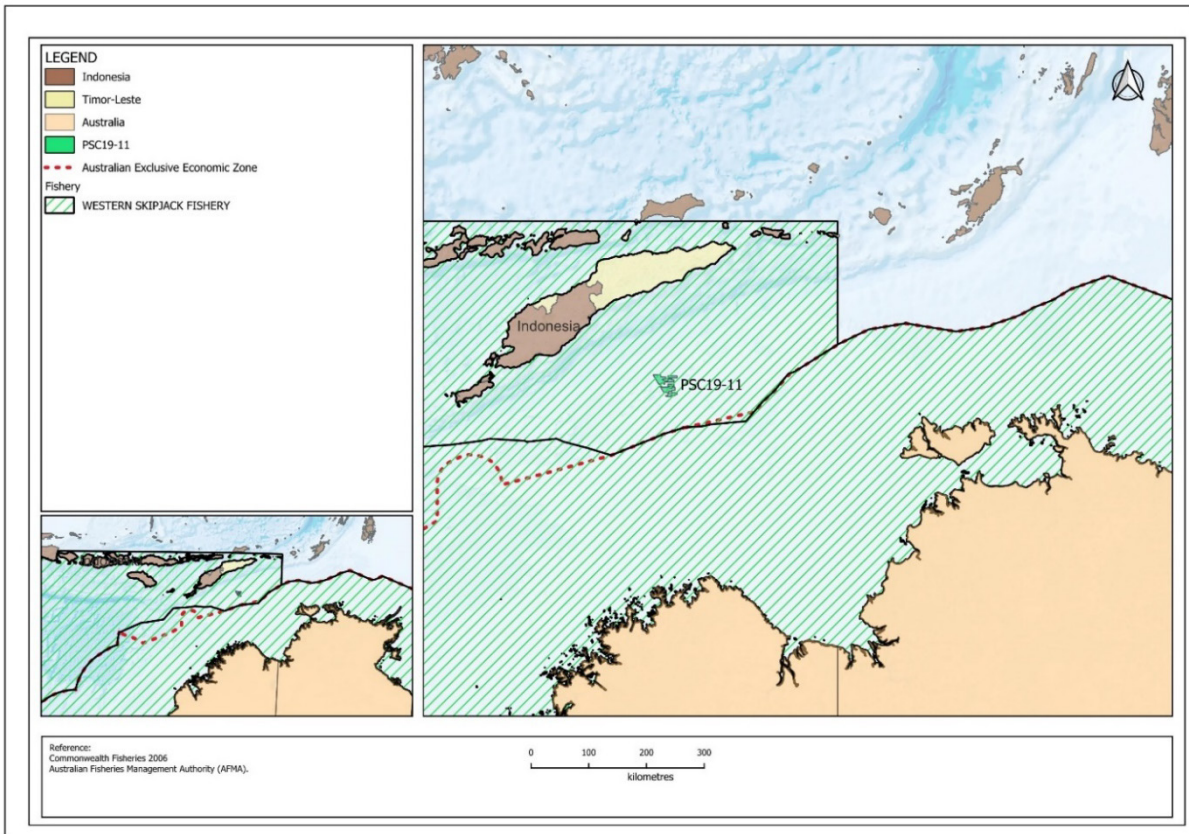 LEGEND
Indonesia
Timor-Leste
Australia
PSC19-11
Australian Exclusive Economic Zone
Fishery
WESTERN SKIPJACK FISHERY
Indonesia
PSC19-11
Reference:
Commonwealth Fisheries 2006
Australian Fisheries Management Authority (AFMA).
0 100 200 300
kilometres